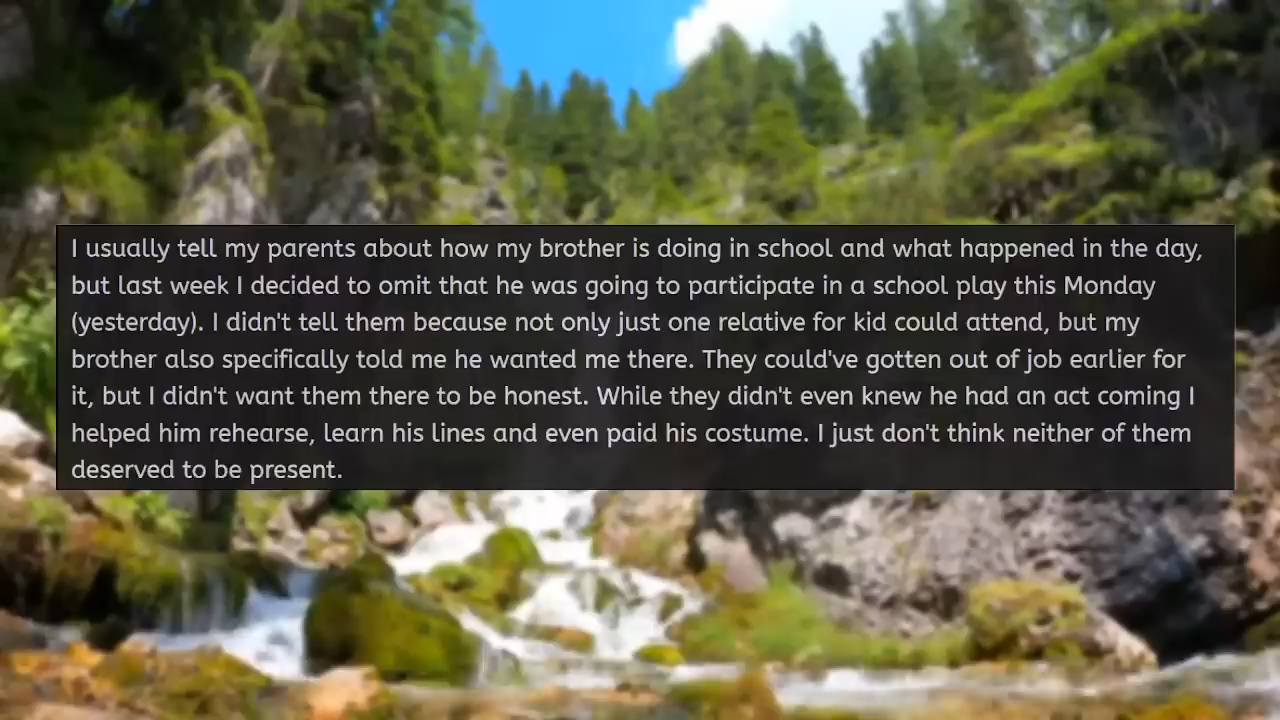 I usually tell my parents about how my brother is doing in school and what happened in the day,
but last week I decided to omit that he was going to participate in a school play this Monday
(yesterday). I didn't tell them because not only just one relative for kid could attend, but my
brother also specifically told me he wanted me there. They could've gotten out of job earlier for
it, but I didn't want them there to be honest. While they didn't even knew he had an act coming I
helped him rehearse, learn his lines and even paid his costume. I just don't think neither of them
deserved to be present.